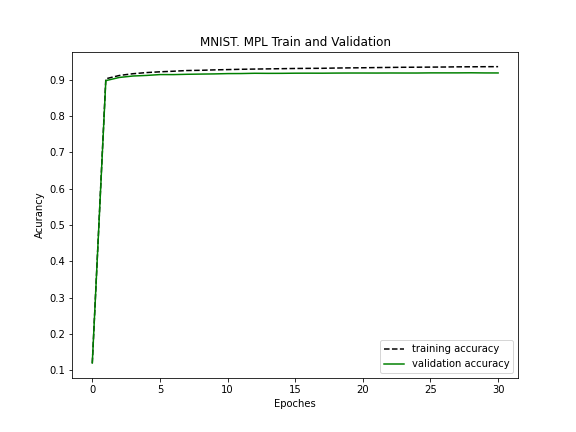 MNIST. MPL Train and Validation
Acurancy
0.9
0.8
0.7
0.6
0.5
0.4
0.3
0.2
0.1
training accuracy
validation accuracy
0 5 10 15 20 25 30
Epoches